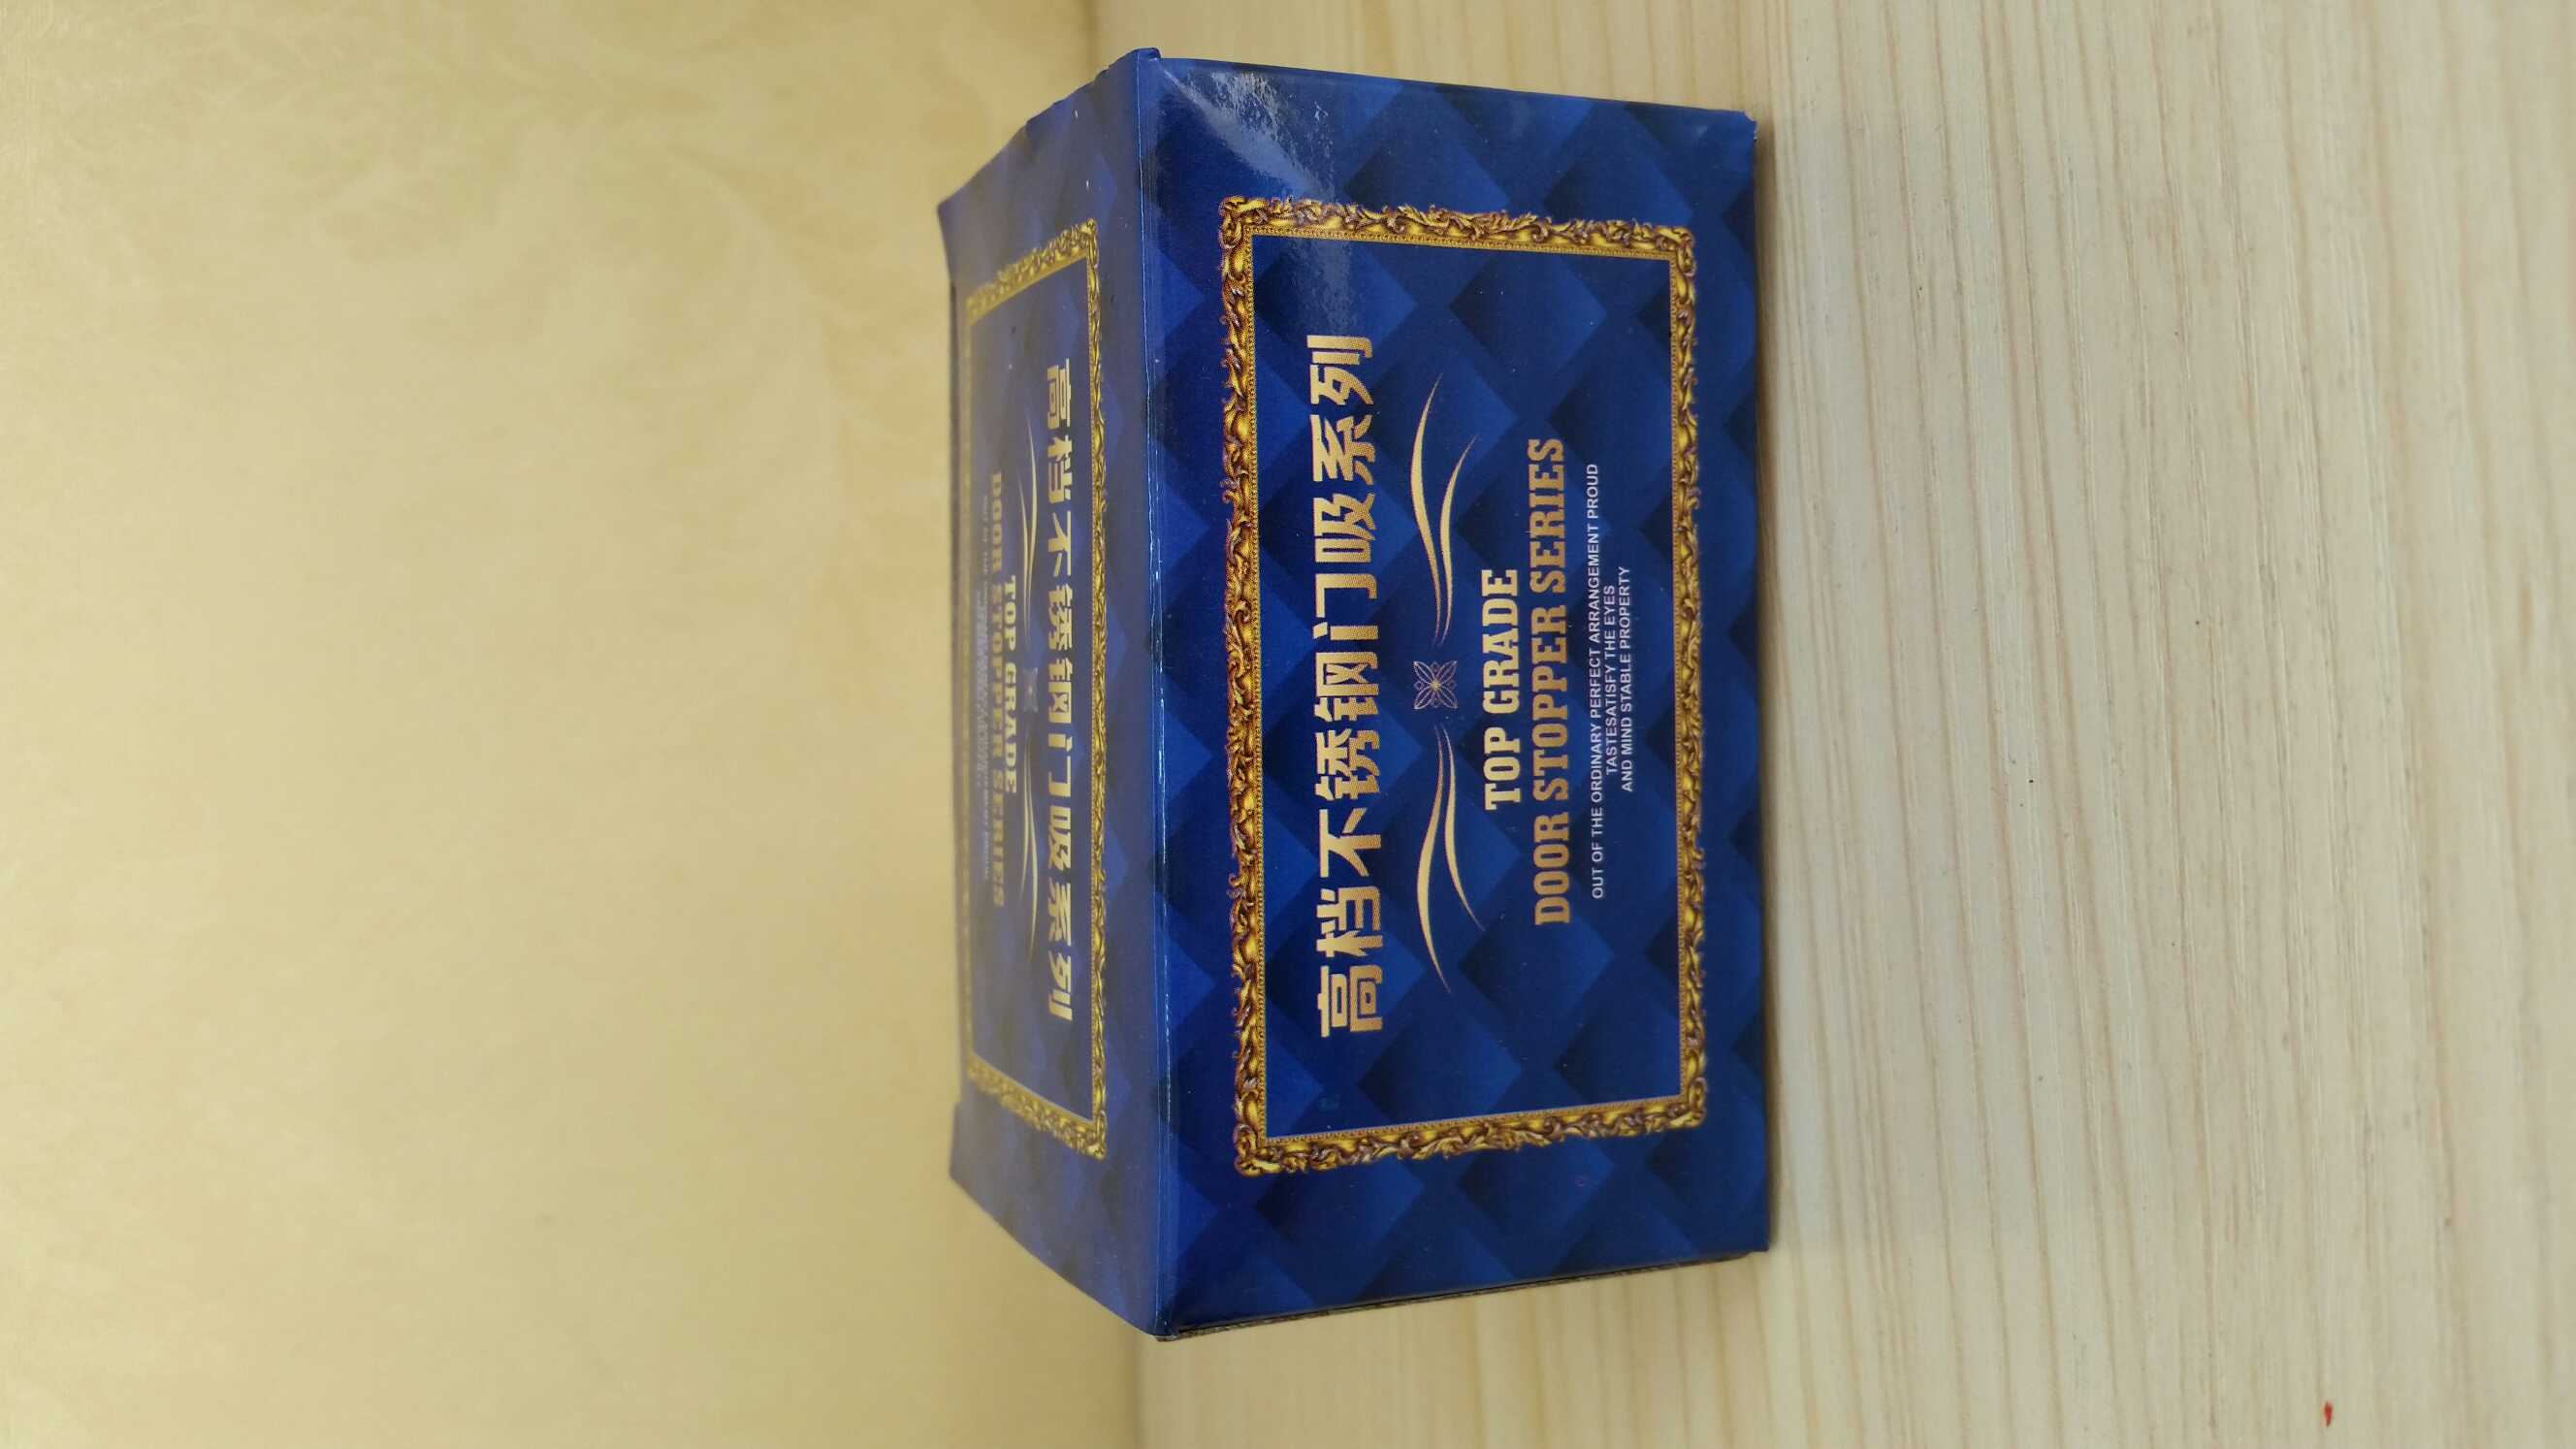 高档不锈钢门吸系列
TOP GRADE
DOOR STOPPER SERIES
OUT OF THE ORDINARY PERFECT ARRANGEMENT PROUD
TASTESATISFY THE EYES
AND MIND STABLE PROPERTY
高档不锈钢门吸系列
TOP GRADE
DOOR STOPPER SERIES